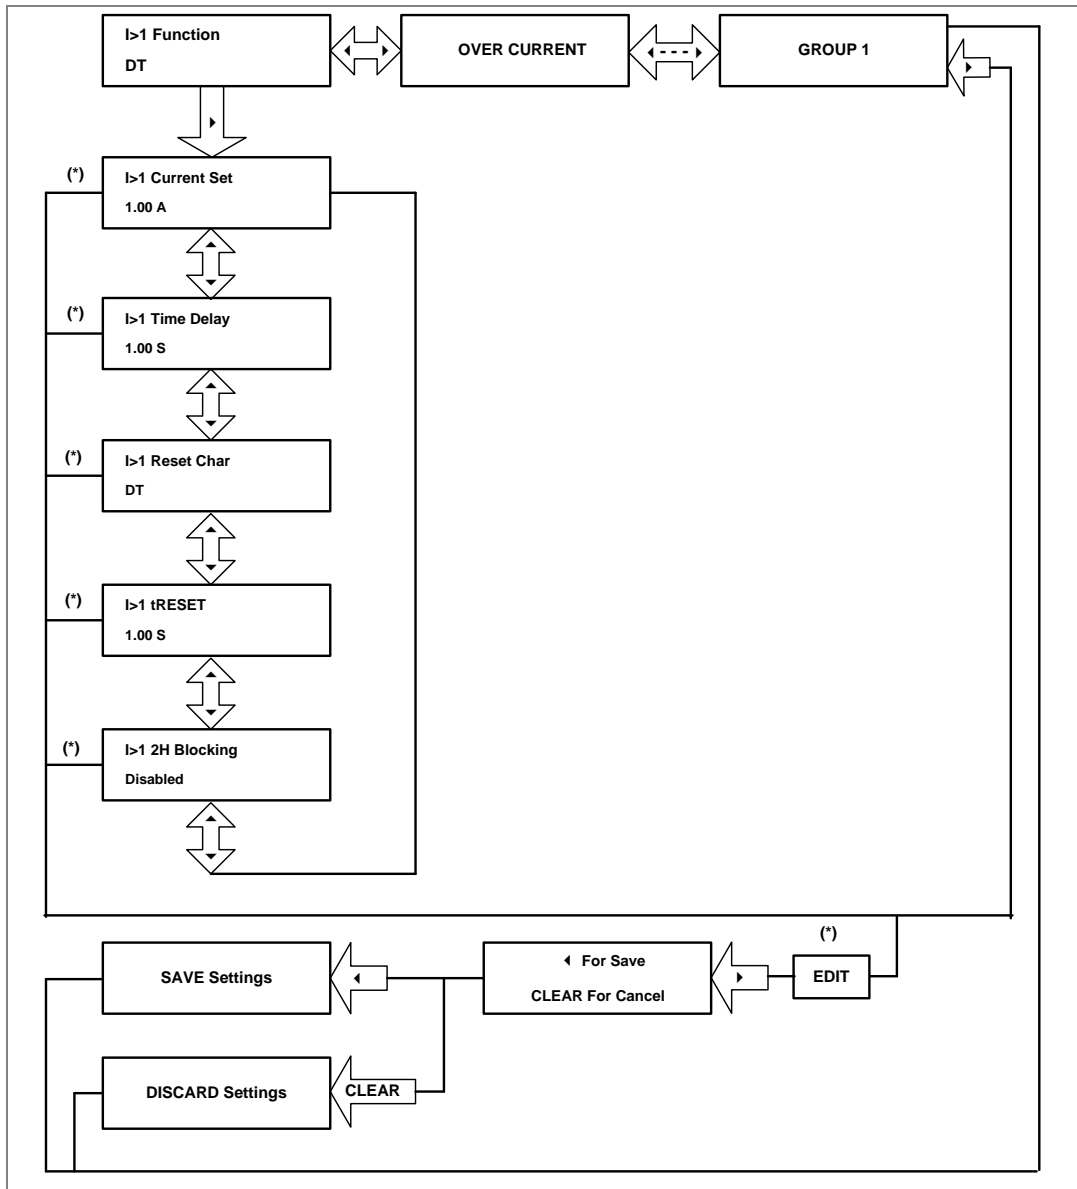 I>1 Function
DT
OVER CURRENT
GROUP 1
(*)
I>1 Current Set
1.00 A
(*)
I>1 Time Delay
1.00 S
(*)
I>1 Reset Char
DT
(*)
I>1 tRESET
1.00 S
(*)
I>1 2H Blocking
Disabled
(*)
SAVE Settings
For Save
CLEAR For Cancel
EDIT
DISCARD Settings
CLEAR